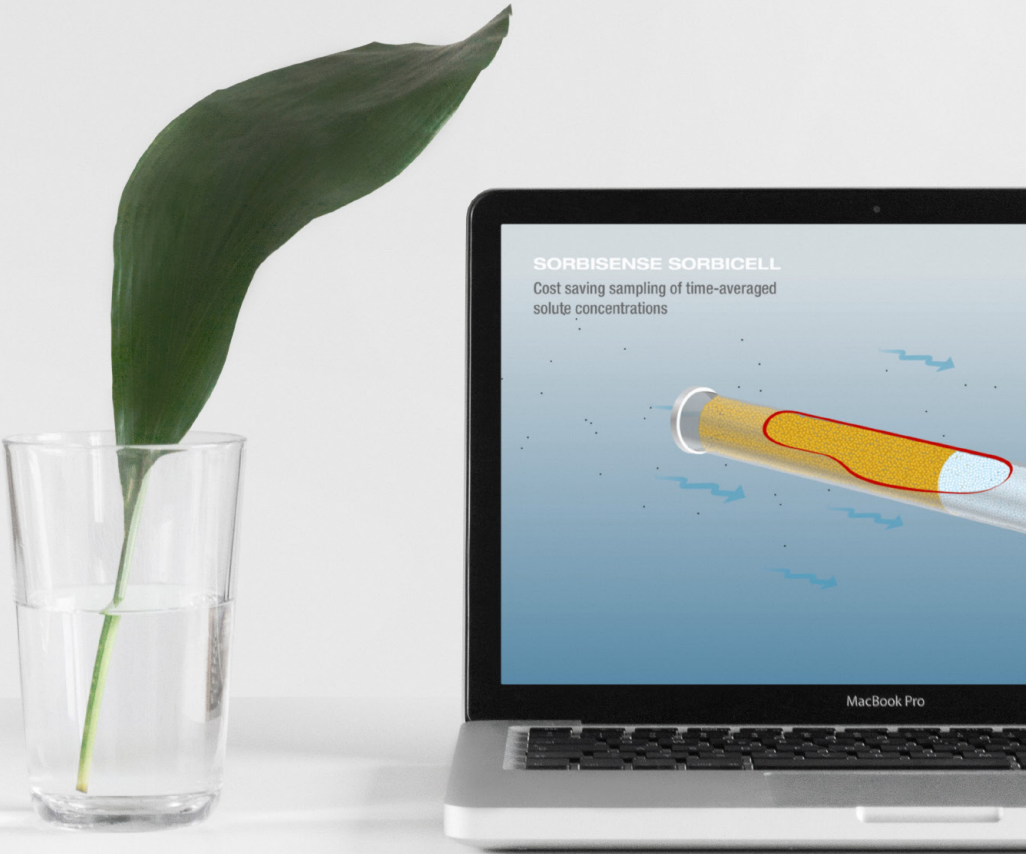 SORBISENSE SORBICELL
Cost saving sampling of time-averaged
solute concentrations
MacBook Pro